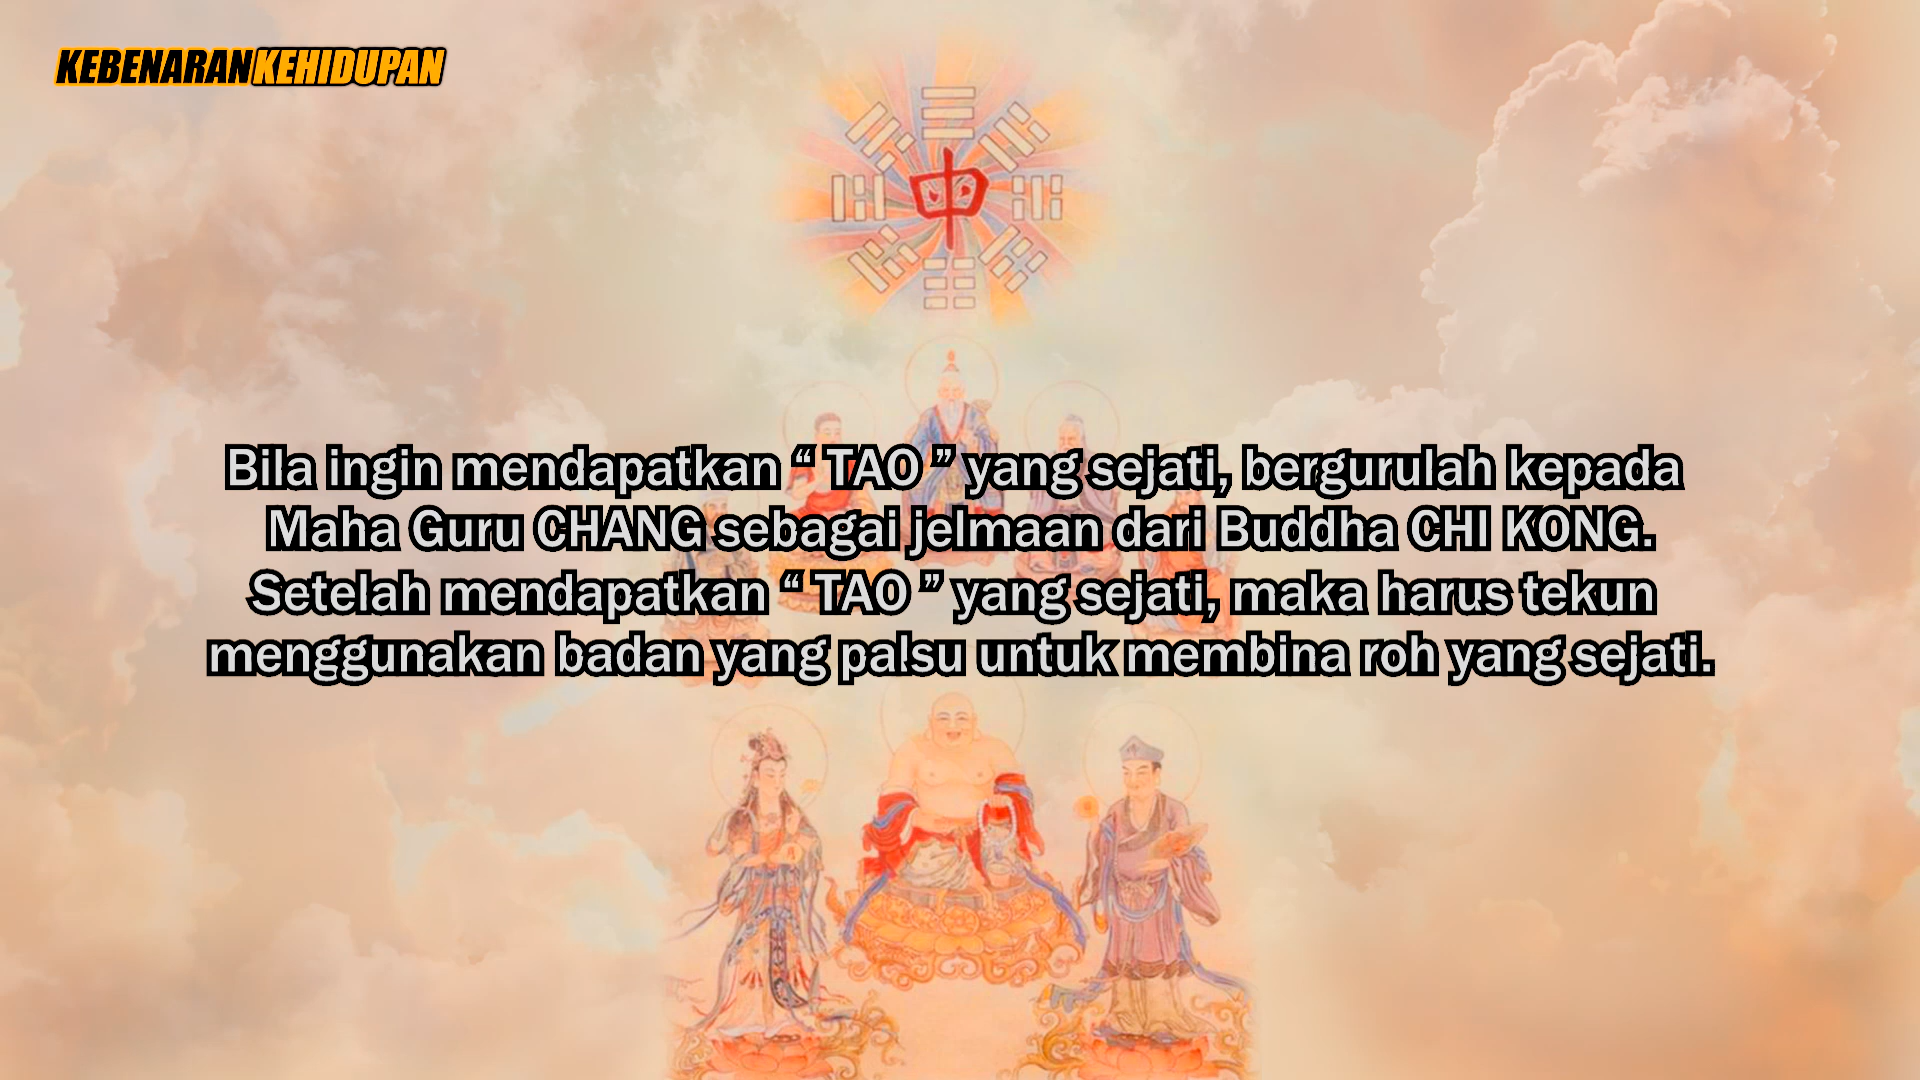 KEBENARANKEHIDUPAN
Bila ingin mendapatkan “ TAO ” yang sejati, bergurulah kepada
Maha Guru CHANG sebagai jelmaan dari Buddha CHI KONG.
Setelah mendapatkan “ TAO ” yang sejati, maka harus tekun
menggunakan badan yang palsu untuk membina roh yang sejati.